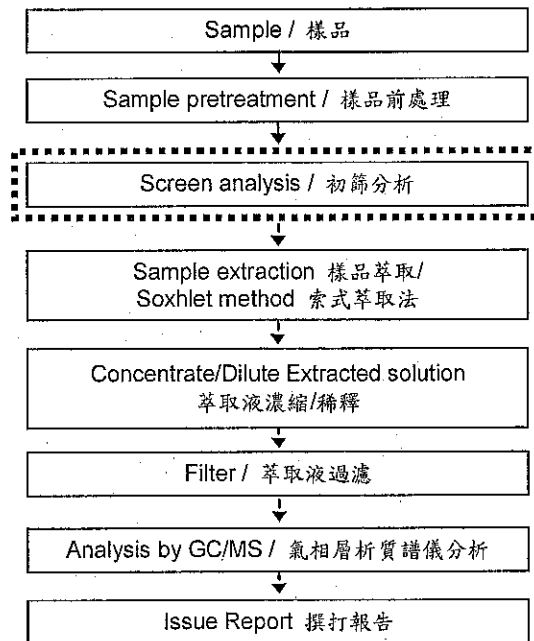 Sample / 樣品
Sample pretreatment / 樣品前處理
Screen analysis / 初篩分析
Sample extraction 樣品萃取/
Soxhlet method 索式萃取法
Concentrate/Dilute Extracted solution
萃取液濃縮/稀釋
Filter / 萃取液過濾
Analysis by GC/MS / 氣相層析質譜儀分析
Issue Report 撰打報告